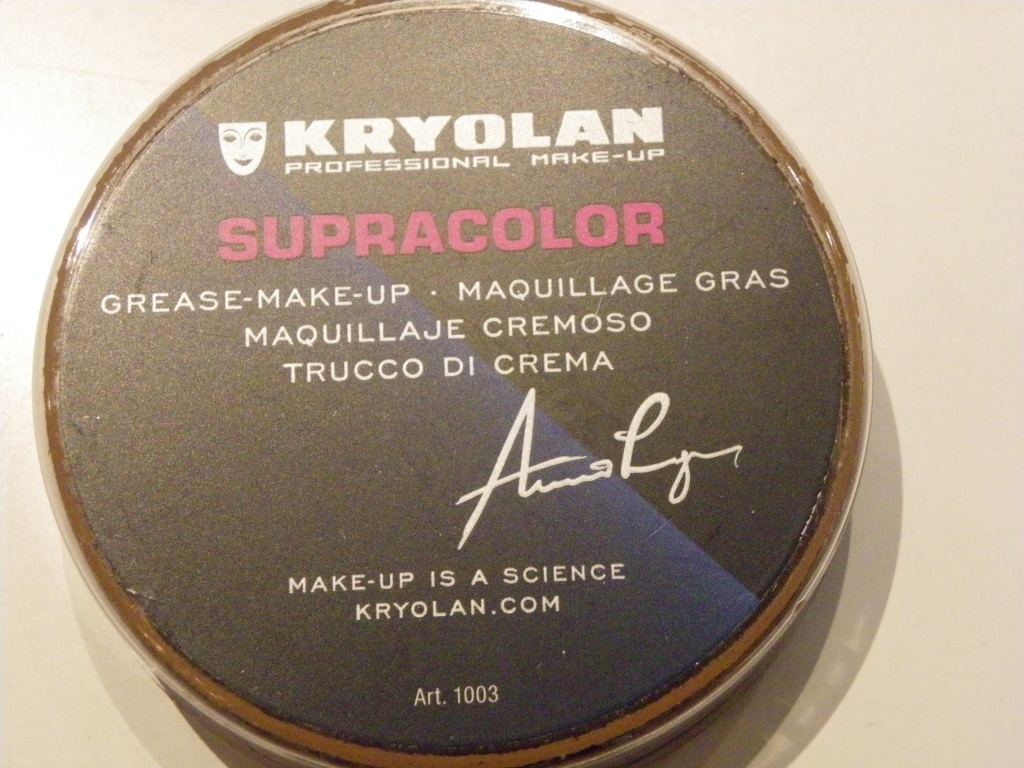 KRYOLAN
PROFESSIONAL MAKE-UP
SUPRACOLOR
GREASE-MAKE-UP · MAQUILLAGE GRAS
MAQUILLAJE CREMOSO
TRUCCO DI CREMA
MAKE-UP IS A SCIENCE
KRYOLAN.COM
Art. 1003